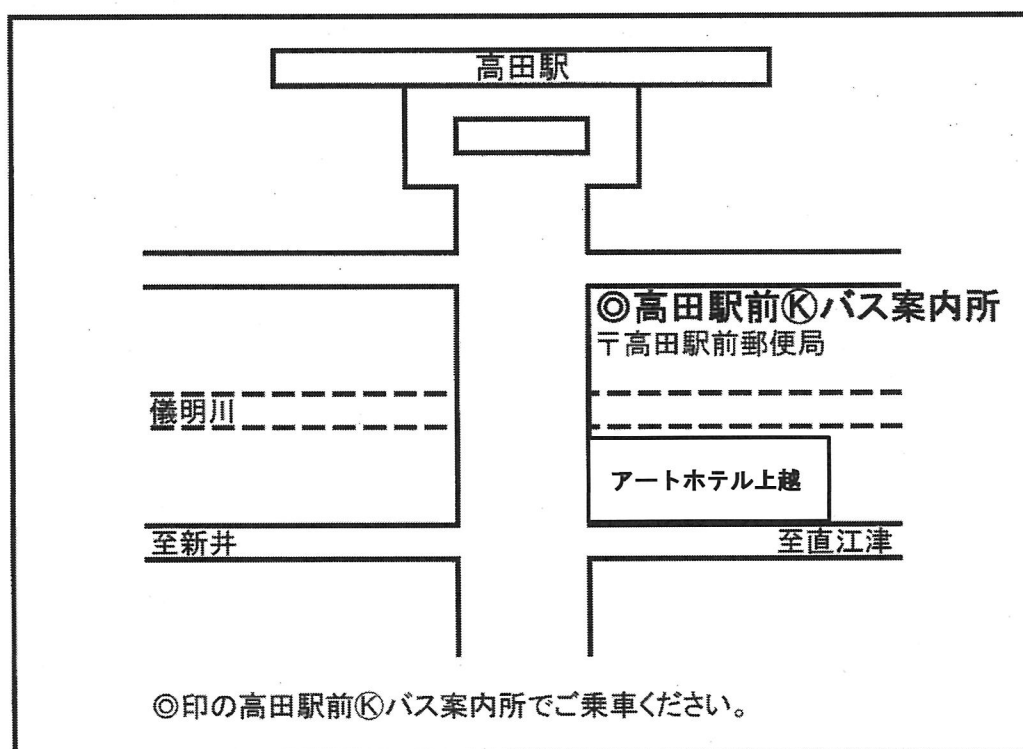 高田駅
◎高田駅前Ⓚバス案内所
〒高田駅前郵便局
儀明川
アートホテル上越
至新井
至直江津
◎印の高田駅前Ⓚバス案内所でご乗車ください。